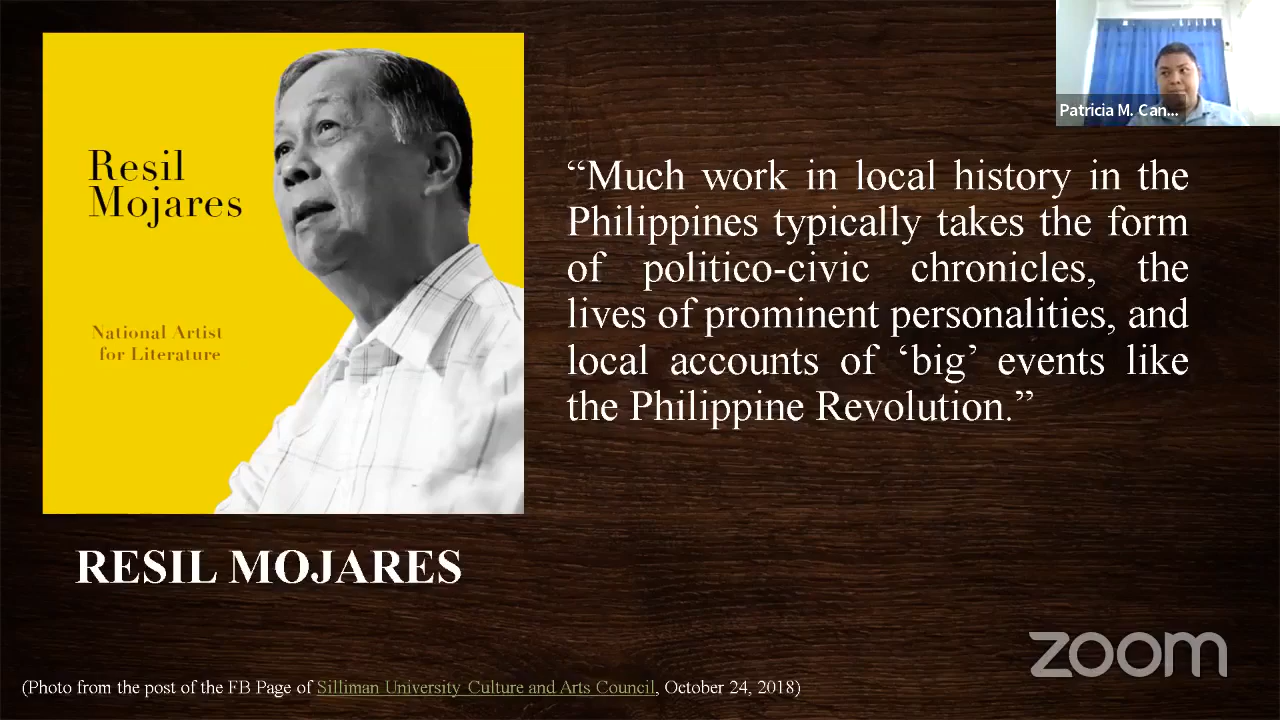 Resil
Mojares
National Artist
for Literature
RESIL MOJARES
“Much work in local history in the
Philippines typically takes the form
of politico-civic chronicles, the
lives of prominent personalities, and
local accounts of ‘big’ events like
the Philippine Revolution.”
Patricia M. Can...
zoom
(Photo from the post of the FB Page of Silliman University Culture and Arts Council, October 24, 2018)